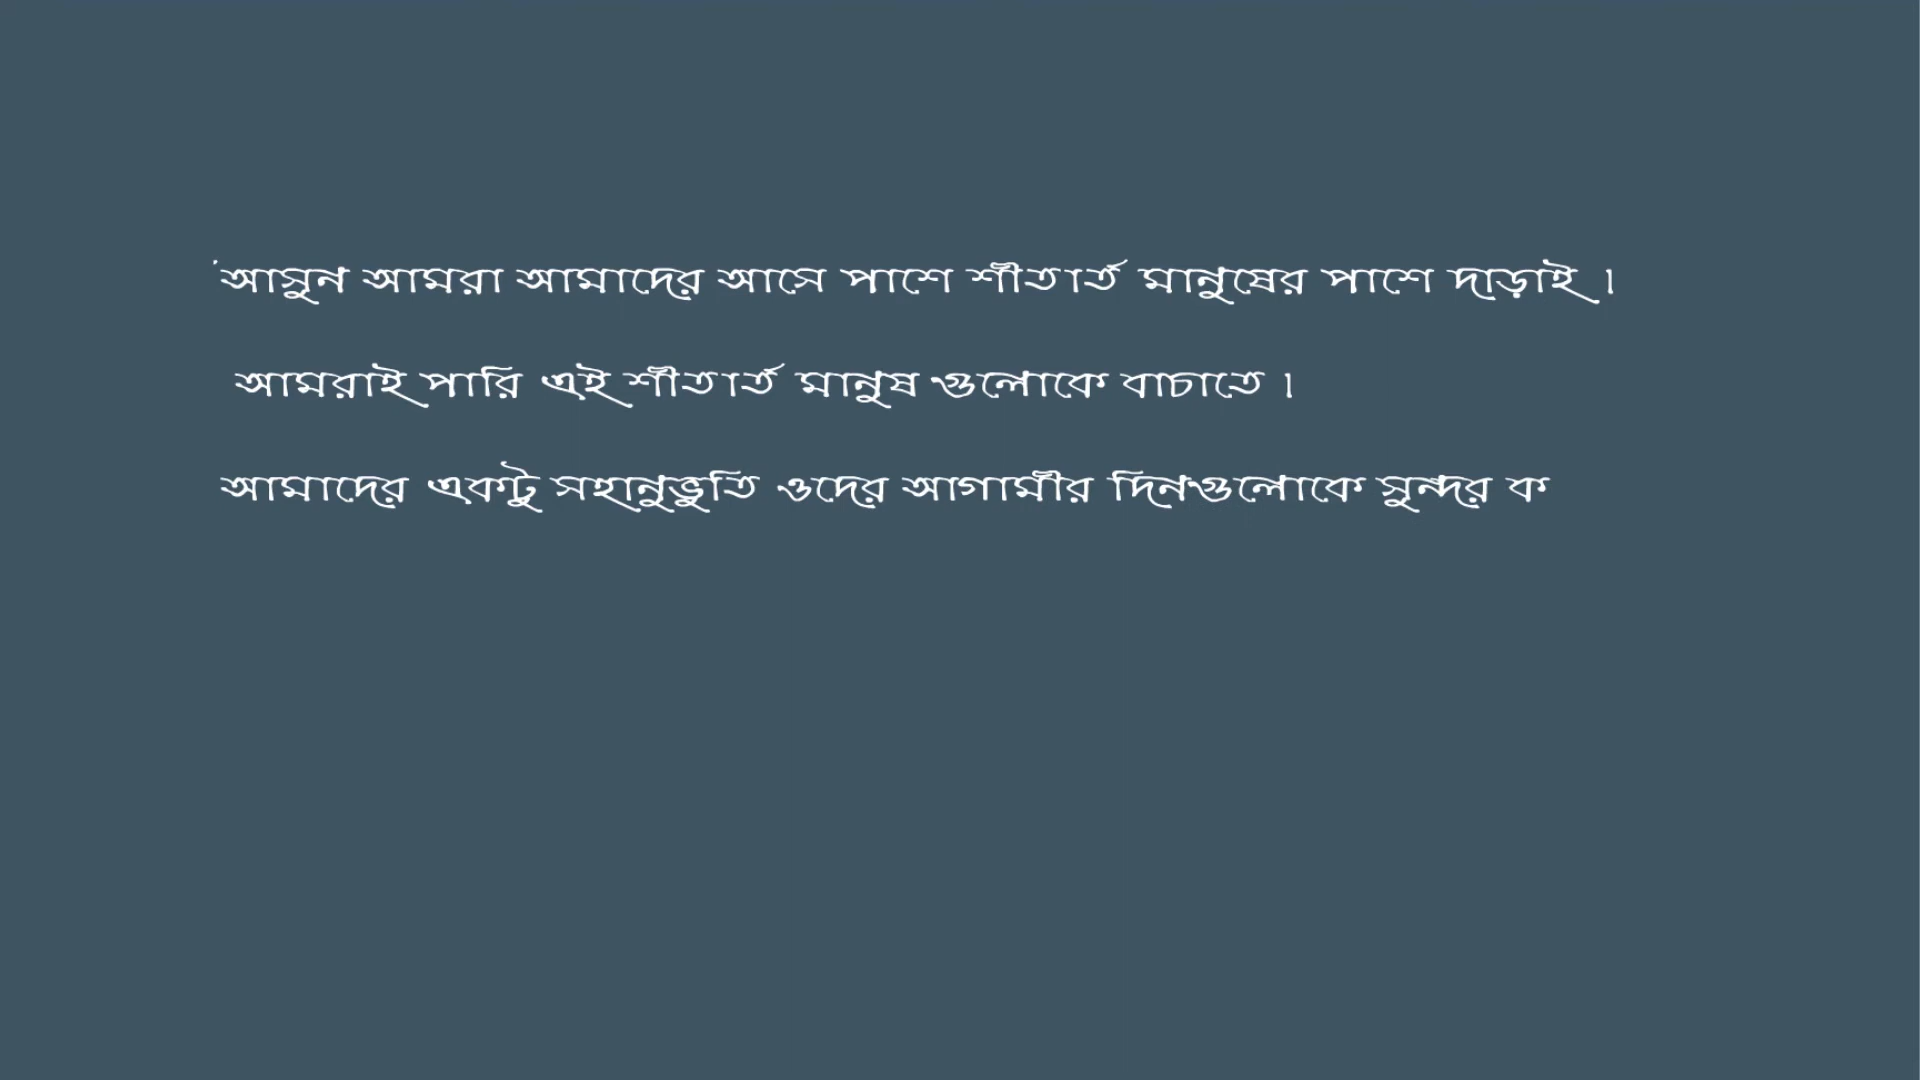 আসুন আমরা আমাদের আসে পাশে শীতার্ত মানুষের পাশে দাড়াই ।
আমরাই পারি এই শীতার্ত মানুষ গুলোকে বাচাতে ।
আমাদের একটু সহানুভুতি ওদের আগামীর দিনগুলোকে সুন্দর ক